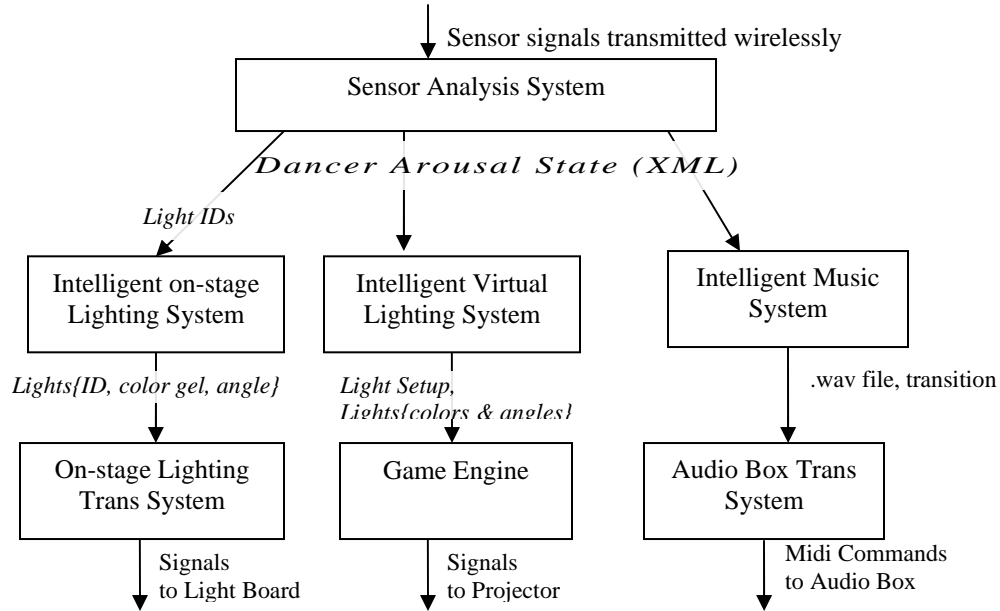 Sensor signals transmitted wirelessly
Sensor Analysis System
Dancer Arousal State (XML)
Light IDs
Intelligent on-stage
Lighting System
Intelligent Virtual
Lighting System
Intelligent Music
System
Lights{ID, color gel, angle}
Light Setup,
Lights{colors & angles}
.wav file, transition
On-stage Lighting
Trans System
Game Engine
Audio Box Trans
System
Signals
to Light Board
Signals
to Projector
Midi Commands
to Audio Box